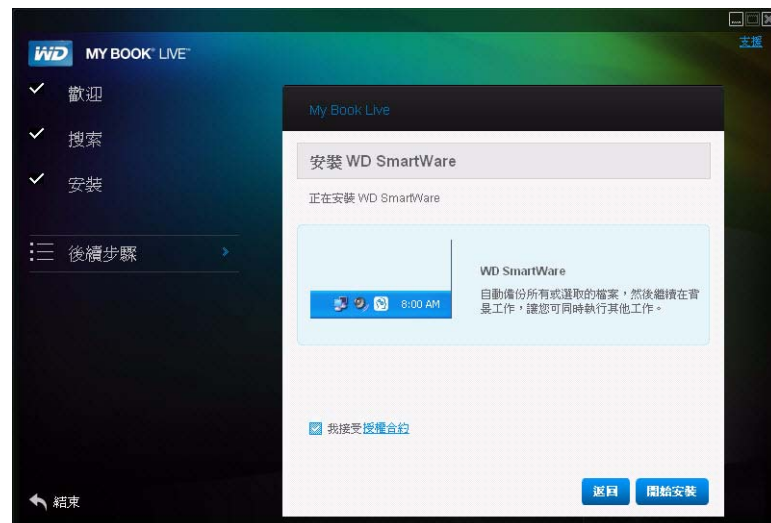 WD MY BOOK® LIVE™
支援
歡迎
搜索
安裝
後續步驟
結束
My Book Live
安裝 WD SmartWare
正在安裝 WD SmartWare
8:00 AM
WD SmartWare
自動備份所有或選取的檔案,然後繼續在背
景工作,讓您可同時執行其他工作。
我接受授權合約
返回
開始安裝